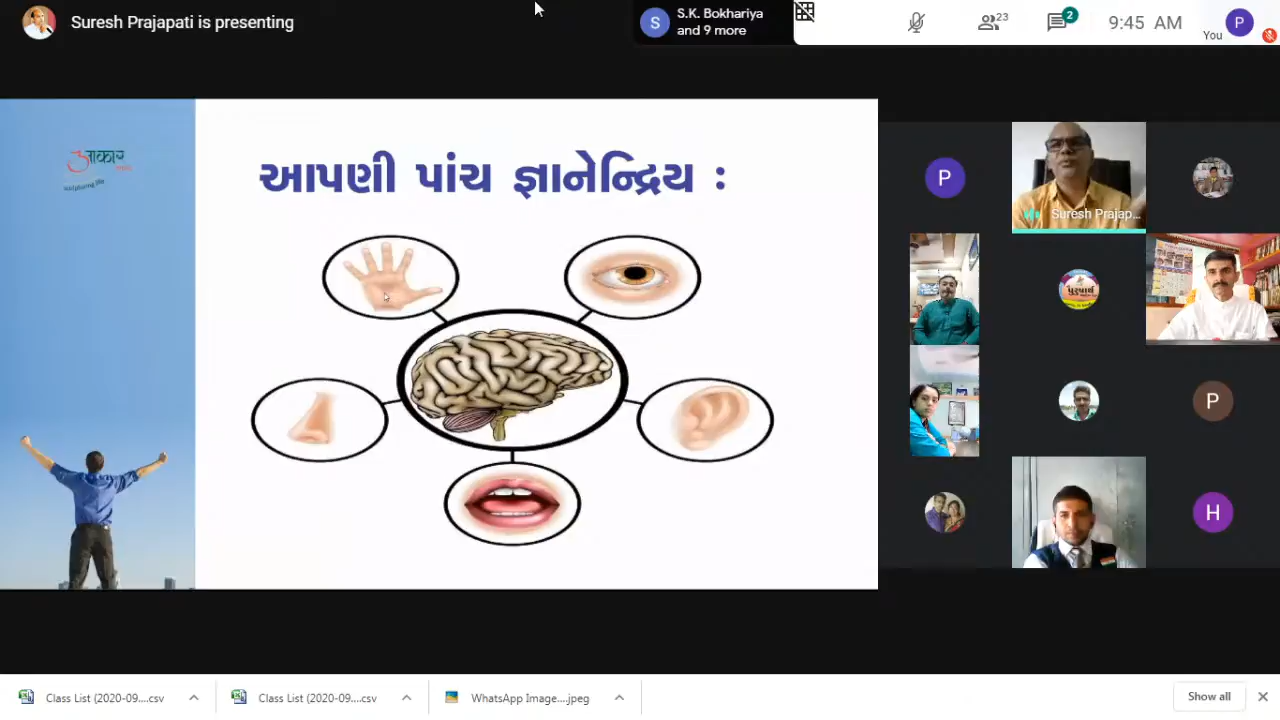 Suresh Prajapati is presenting
S
S.K. Bokhariya
and 9 more
23
2
9:45 AM
You
P
आकार
આપણી પાંચ જ્ઞાનેન્દ્રિય :
P
Suresh Prajap...
પુરુષાર્થ
P
H
Class List (2020-09....csv
Class List (2020-09....csv
WhatsApp Image....jpeg
Show all